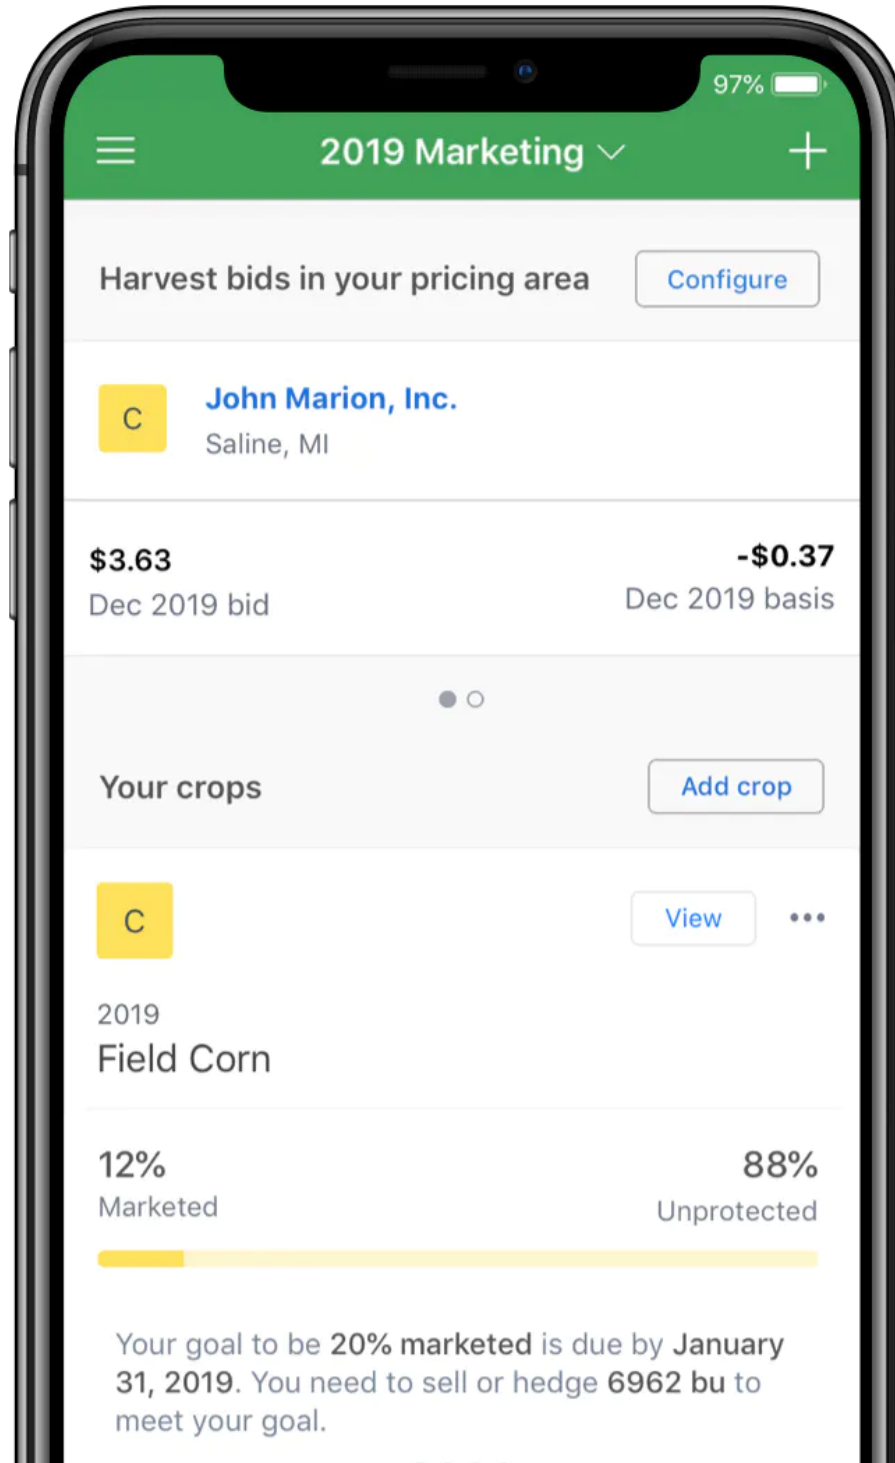 97%
2019 Marketing
Harvest bids in your pricing area
Configure
C
John Marion, Inc.
Saline, MI
$3.63
-$0.37
Dec 2019 bid
Dec 2019 basis
Your crops
Add crop
C
View
2019
Field Corn
12%
88%
Marketed
Unprotected
Your goal to be 20% marketed is due by January
31, 2019. You need to sell or hedge 6962 bu to
meet your goal.